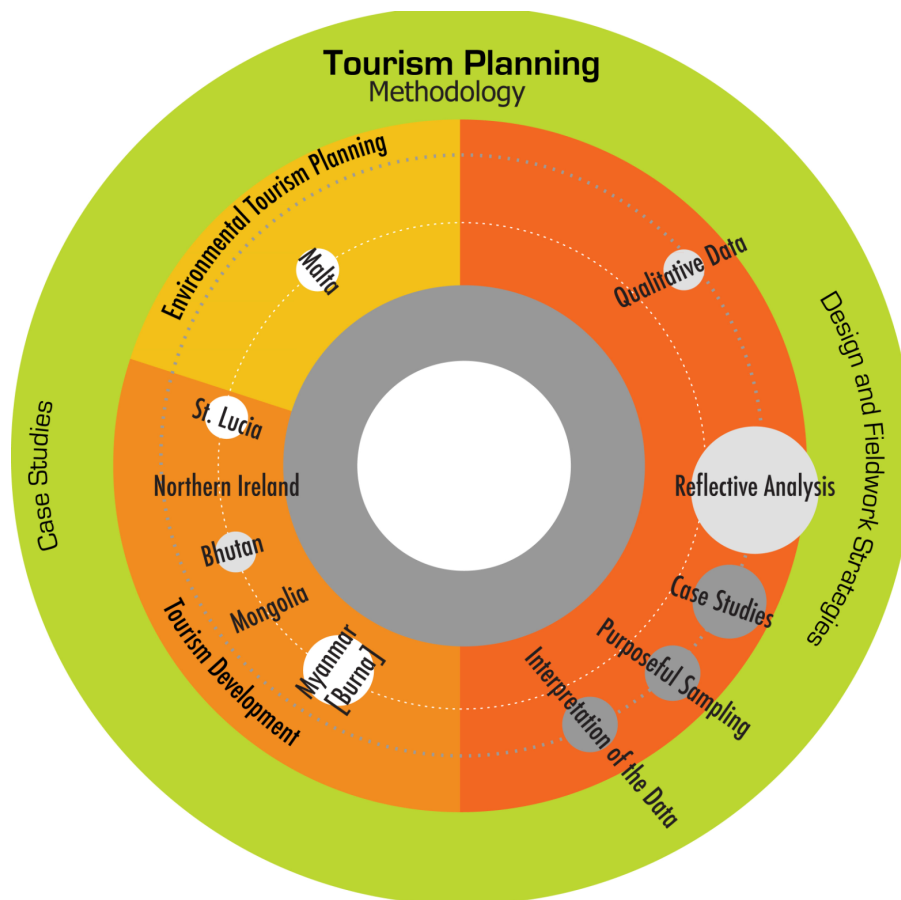 Tourism Planning
Methodology
Environmental Tourism Planning
Malta
Qualitative Data
Design and Fieldwork Strategies
Case Studies
St. Lucia
Northern Ireland
Bhutan
Mongolia
Myanmar
[Burna]
Tourism Development
Reflective Analysis
Case Studies
Purposeful Sampling
Interpretation of the Data